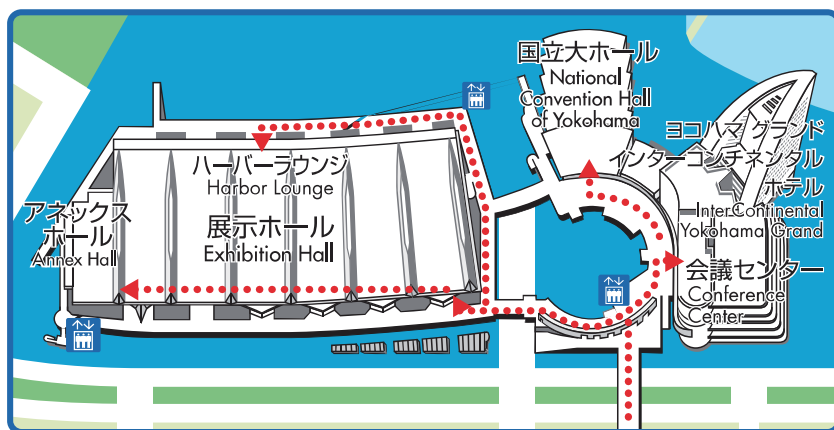 国立大ホール
National
Convention Hall
of Yokohama
ヨコハマ グランド
インターコンチネンタル
ホテル
InterContinental
Yokohama Grand
ハーバーラウンジ
Harbor Lounge
アネックス
ホール
Annex Hall
展示ホール
Exhibition Hall
会議センター
Conference
Center